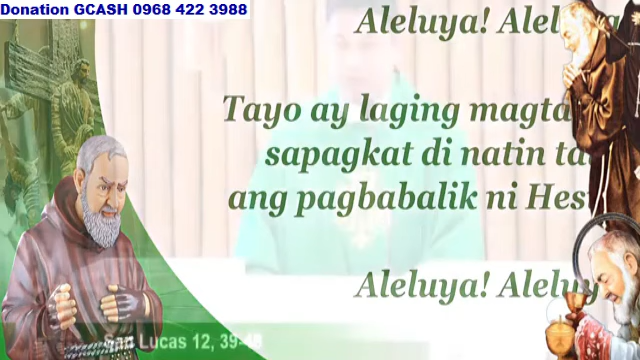 Donation GCASH 0968 422 3988
Aleluya!
Tayo ay laging
sapagkat di natin
ang pagbabalik ni
Aleluya!
San Lucas 12,